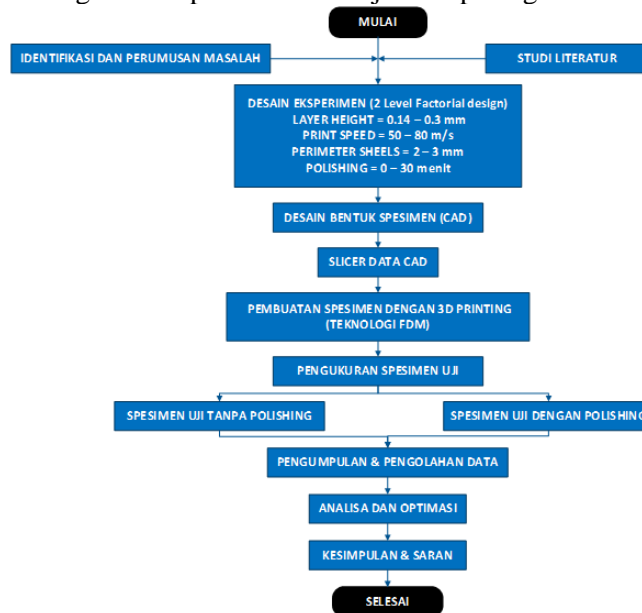 MULAI
IDENTIFIKASI DAN PERUMUSAN MASALAH
STUDI LITERATUR
DESAIN EKSPERIMEN (2 Level Factorial design)
LAYER HEIGHT = 0.14 – 0.3 mm
PRINT SPEED = 50 – 80 m/s
PERIMETER SHEELS = 2 – 3 mm
POLISHING = 0 – 30 menit
DESAIN BENTUK SPESIMEN (CAD)
SLICER DATA CAD
PEMBUATAN SPESIMEN DENGAN 3D PRINTING
(TEKNOLOGI FDM)
PENGUKURAN SPESIMEN UJI
SPESIMEN UJI TANPA POLISHING
SPESIMEN UJI DENGAN POLISHING
PENGUMPULAN & PENGOLAHAN DATA
ANALISA DAN OPTIMASI
KESIMPULAN & SARAN
SELESAI